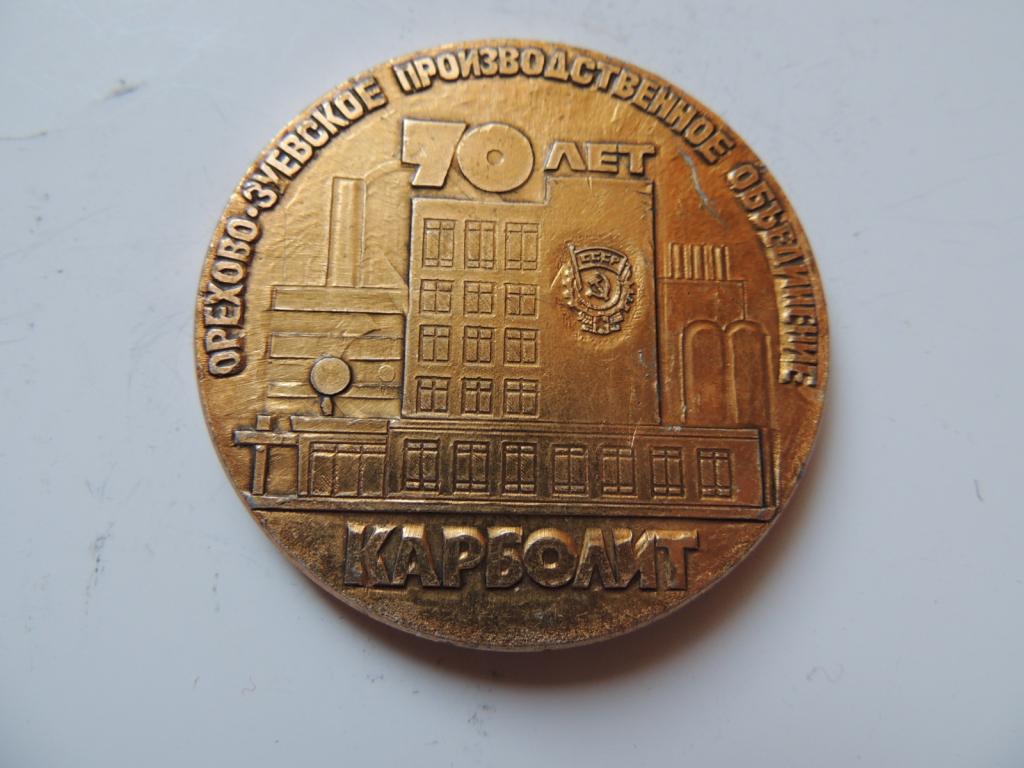 ОРЕХОВО-ЗУЕВСКОЕ ПРОИЗВОДСТВЕННОЕ ОБЪЕДИНЕНИЕ
70 ЛЕТ
СССР
КАРБОЛИТ